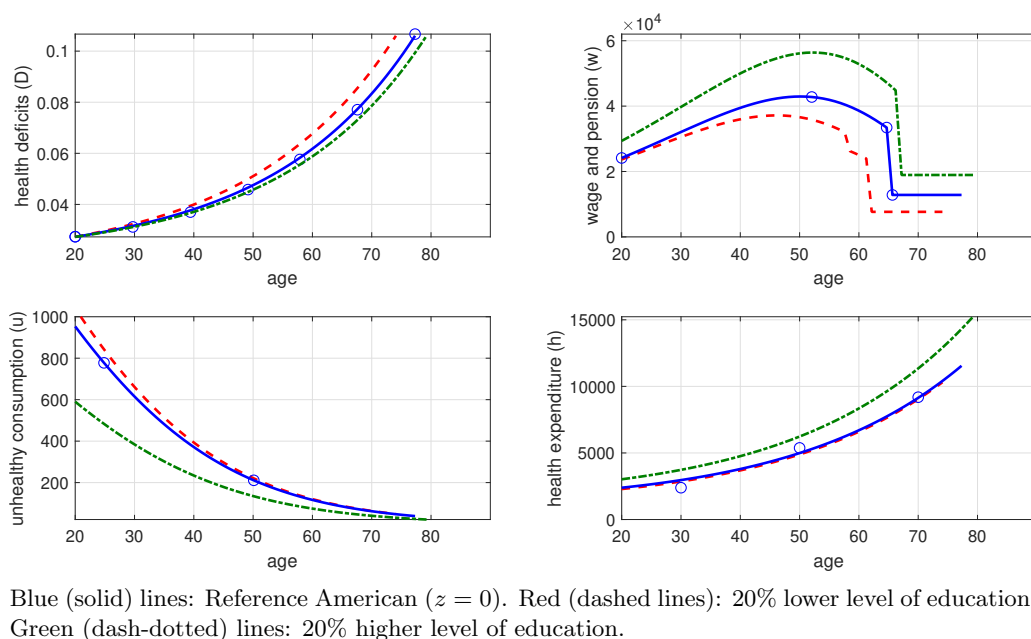 health deficits (D)
0.1
0.08
0.06
0.04
20 30 40 50 60 70 80
age
×10⁴
wage and pension (w)
6
4
2
0
20 30 40 50 60 70 80
age
unhealthy consumption (u)
1000
800
600
400
200
20 30 40 50 60 70 80
age
health expenditure (h)
15000
10000
5000
0
20 30 40 50 60 70 80
age
Blue (solid) lines: Reference American (z = 0). Red (dashed lines): 20% lower level of education
Green (dash-dotted) lines: 20% higher level of education.